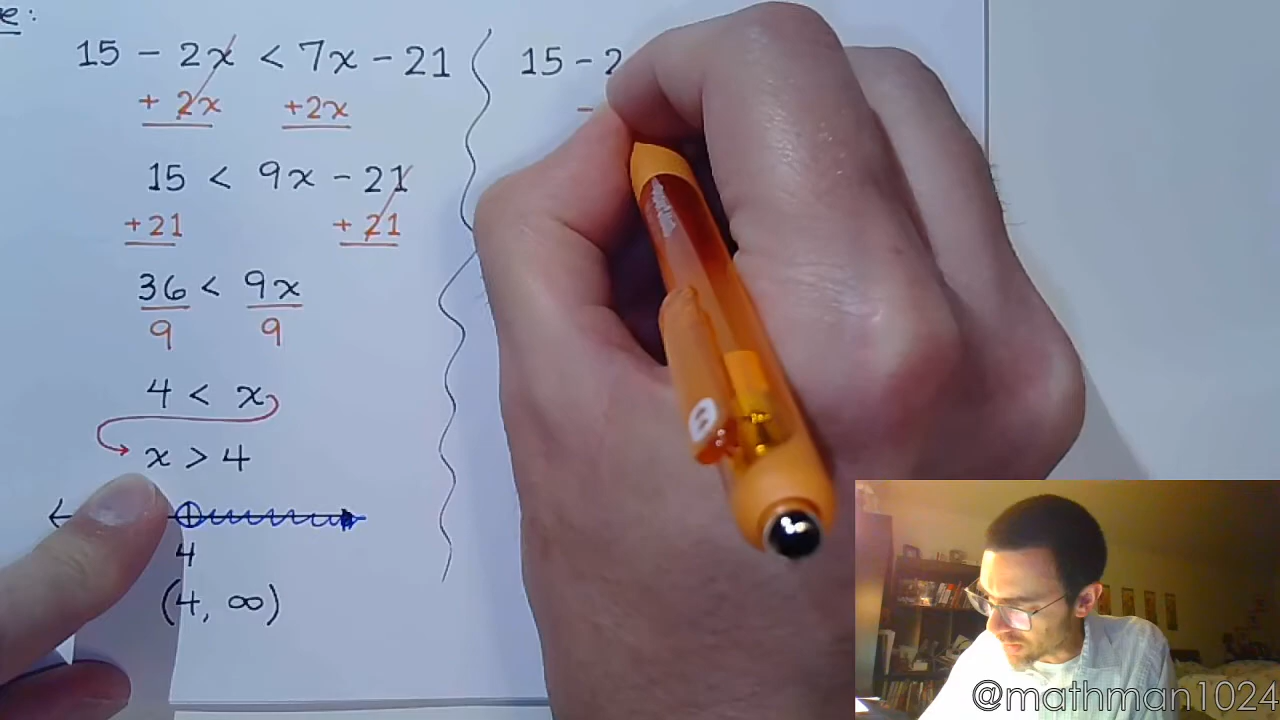 e:
15 - 2x < 7x - 21
+ 2x +2x
15 < 9x - 21
+21 + 21
36 < 9x
9 9
4 < x
x > 4
4
(4, ∞)
15 - 2
-
@mathman1024